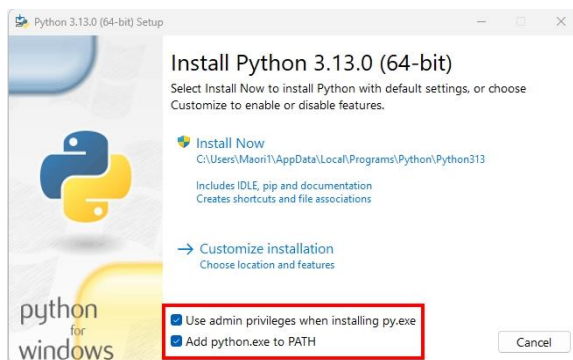 Python 3.13.0 (64-bit) Setup
Install Python 3.13.0 (64-bit)
Select Install Now to install Python with default settings, or choose
Customize to enable or disable features.
Install Now
C:\Users\Maori1\AppData\Local\Programs\Python\Python313
Includes IDLE, pip and documentation
Creates shortcuts and file associations
→ Customize installation
Choose location and features
python
for
windows
Use admin privileges when installing py.exe
Add python.exe to PATH
Cancel